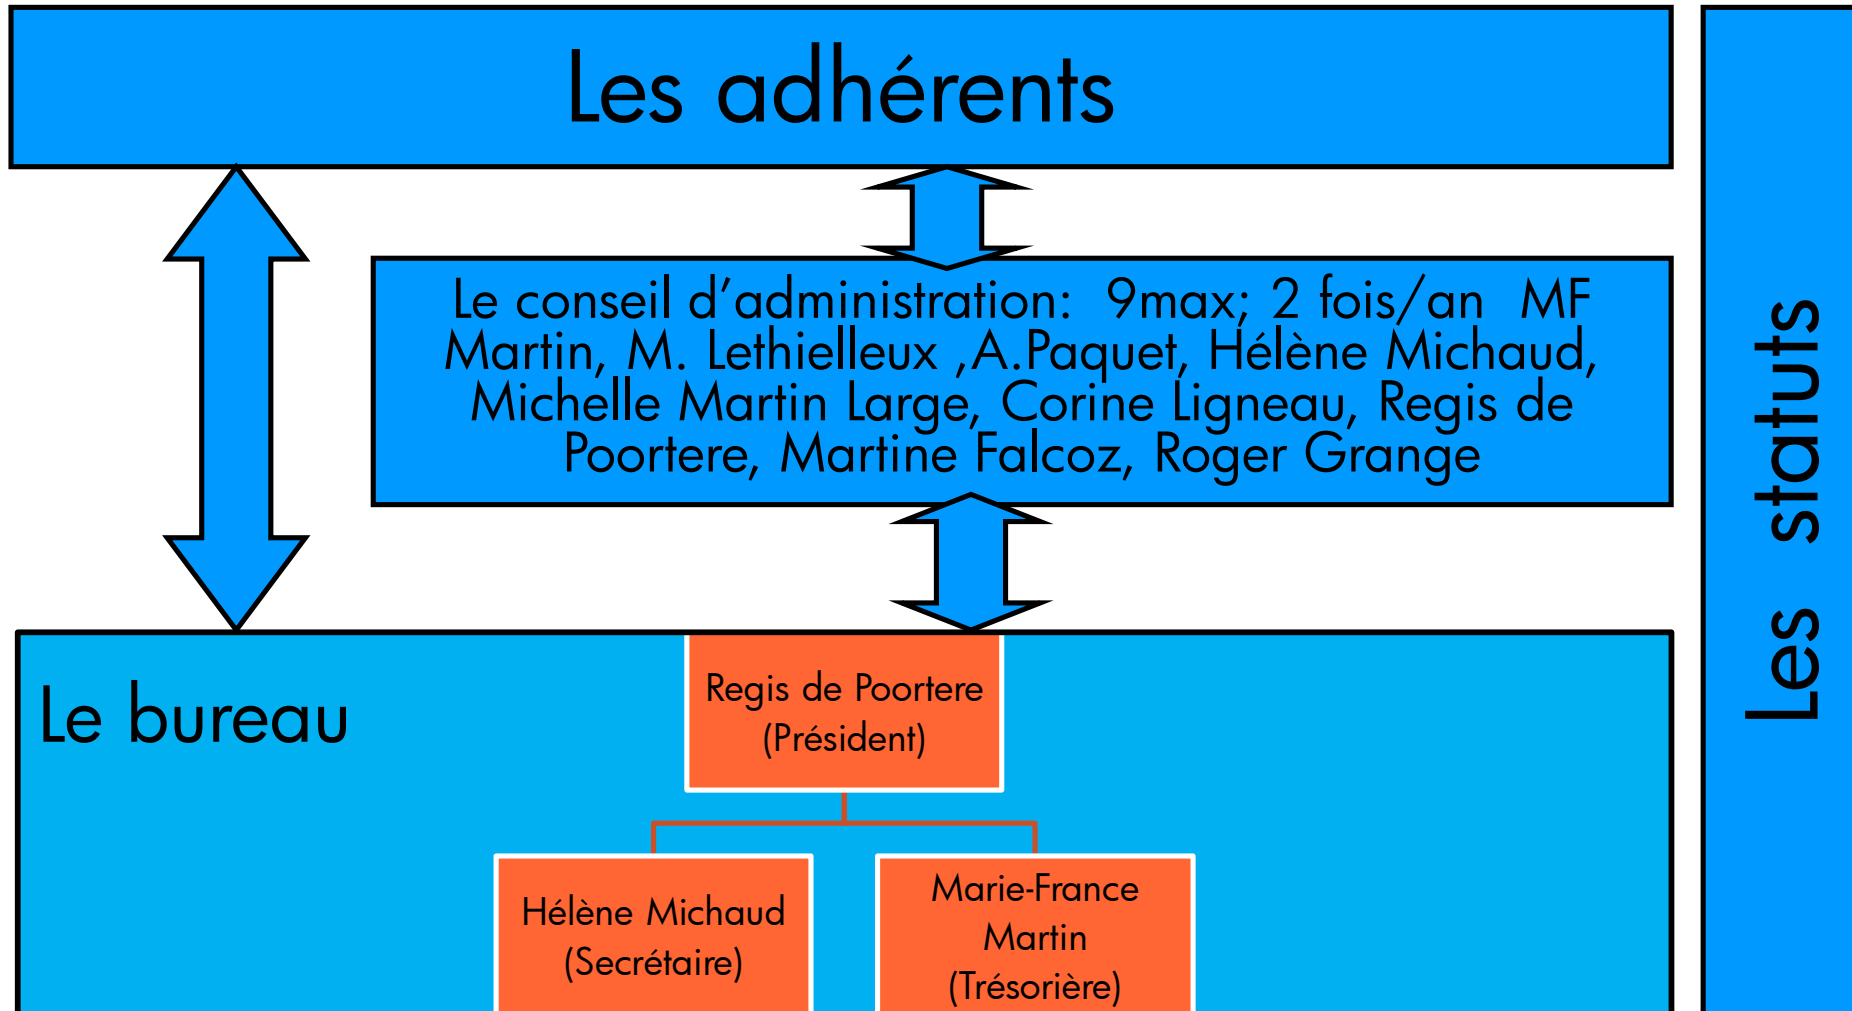 Les adhérents
Le conseil d’administration: 9max; 2 fois/an MF
Martin, M. Lethielleux ,A.Paquet, Hélène Michaud,
Michelle Martin Large, Corine Ligneau, Regis de
Poortere, Martine Falcoz, Roger Grange
Le bureau
Regis de Poortere
(Président)
Hélène Michaud
(Secrétaire)
Marie-France
Martin
(Trésorière)
Les statuts